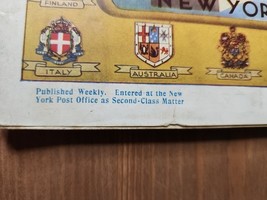 FINLAND
NEW YOR
ITALY
AUSTRALIA
CANADA
Published Weekly. Entered at the New
York Post Office as Second-Class Matter